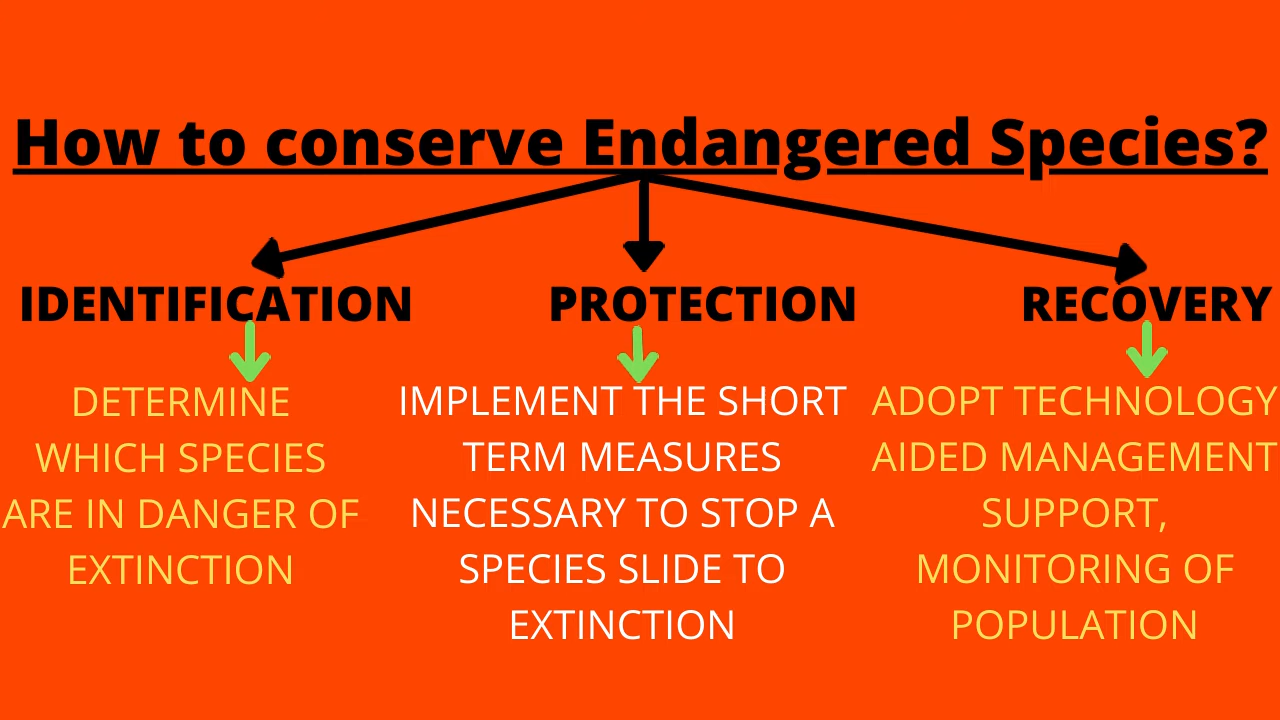 How to conserve Endangered Species?
IDENTIFICATION
DETERMINE
WHICH SPECIES
ARE IN DANGER OF
EXTINCTION
PROTECTION
IMPLEMENT THE SHORT
TERM MEASURES
NECESSARY TO STOP A
SPECIES SLIDE TO
EXTINCTION
RECOVERY
ADOPT TECHNOLOGY
AIDED MANAGEMENT
SUPPORT,
MONITORING OF
POPULATION